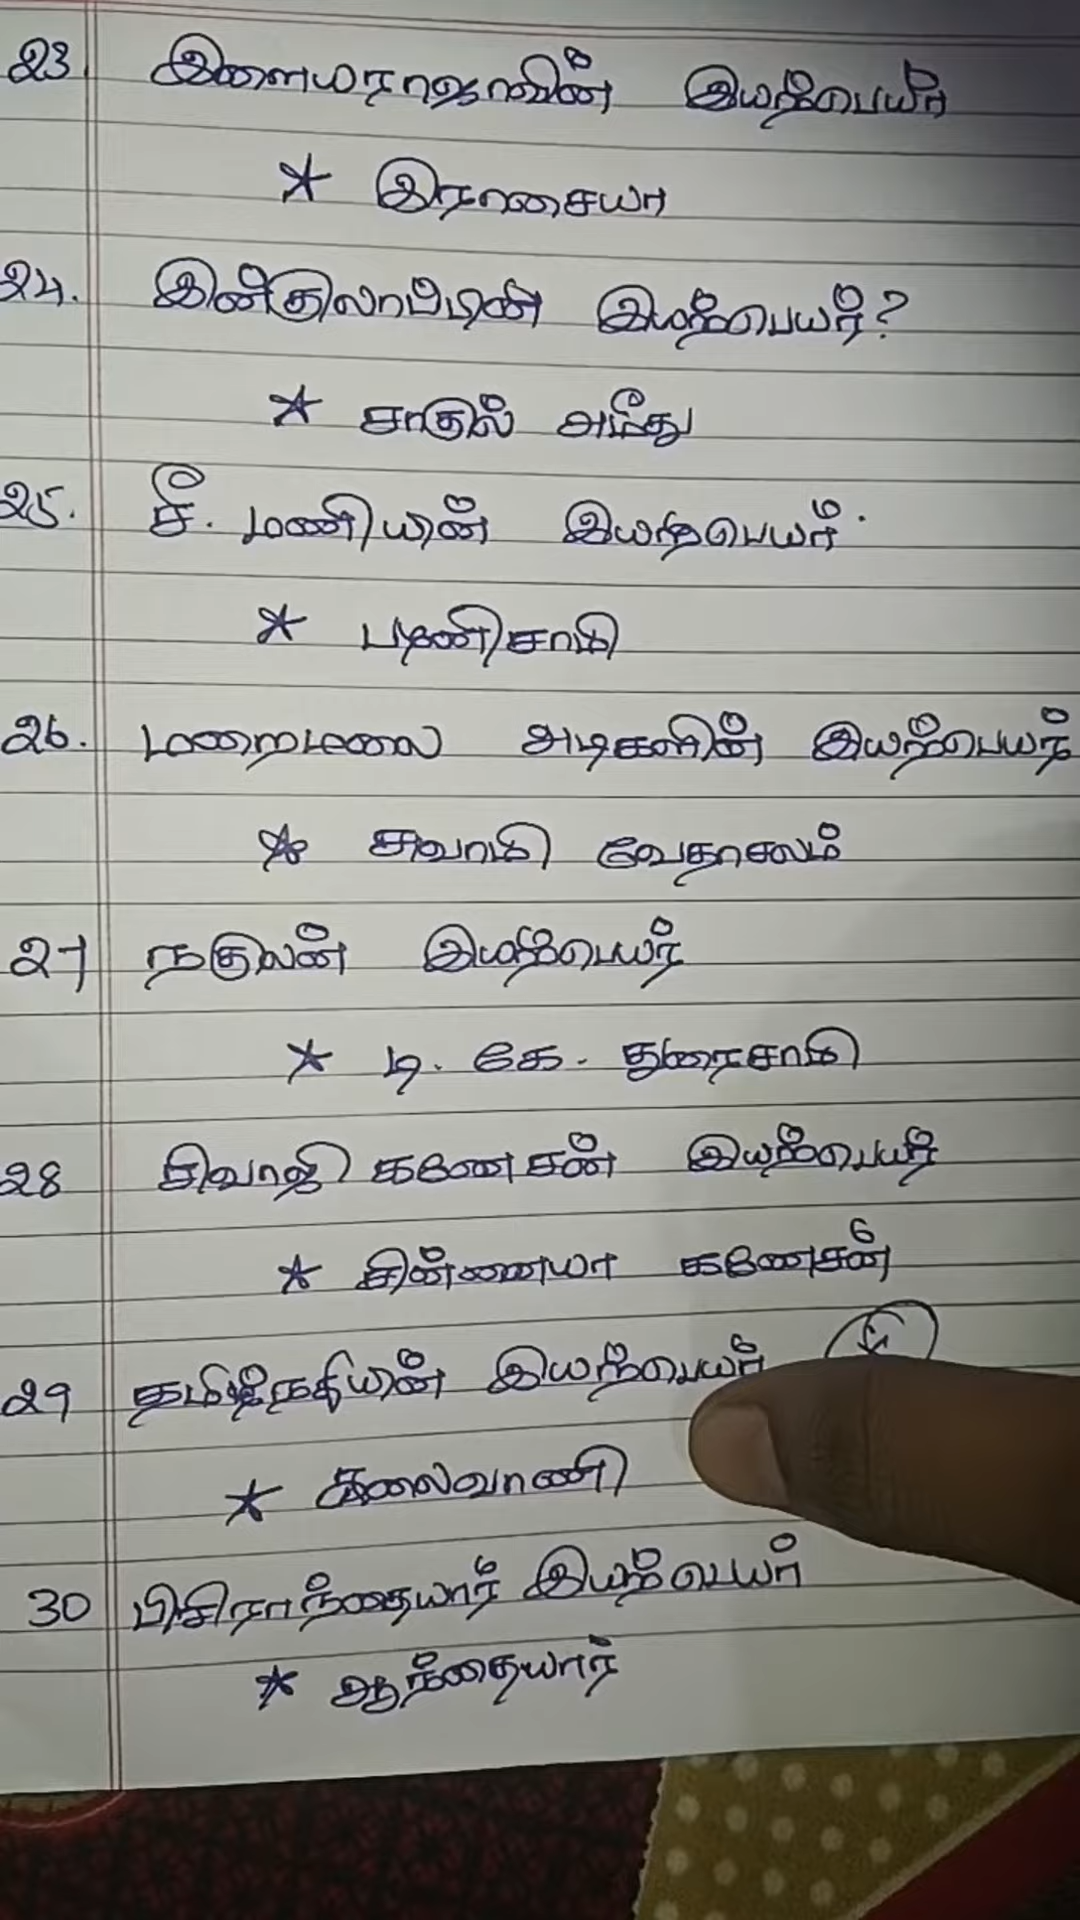 23 இளையராஜாவின் இயற்பெயர்
* இராசையா
24. இன்குலாப்பின் இயற்பெயர்?
* சாகுல் அமீது
25. சி. மணியின் இயற்பெயர்
* பழனிசாமி
26. மறைமலை அடிகளின் இயற்பெயர்
* சுவாமி வேதாசலம்
27 நகுலன் இயற்பெயர்
* டி. கே. துரைசாமி
28 சிவாஜி கணேசன் இயற்பெயர்
* சின்னையா கணேசன்
29 தமிழ்நதியின் இயற்பெயர்
* கலைவாணி
30 பிசிராந்தையார் இயற்பெயர்
* ஆந்தையார்